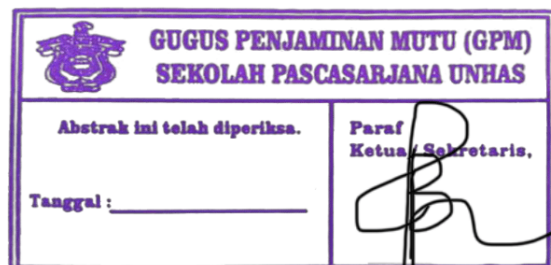 GUGUS PENJAMINAN MUTU (GPM)
SEKOLAH PASCASARJANA UNHAS
Abstrak ini telah diperiksa.
Tanggal :
Paraf
Ketua / Sekretaris,